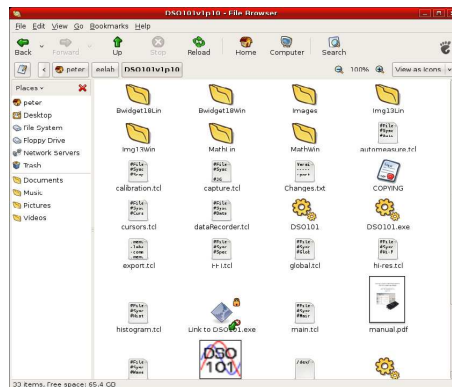 DSO101v1p10 - File Browser
File Edit View Go Bookmarks Help
Back Forward Up Stop Reload Home Computer Search
peter eelab DSO101v1p10 100% View as Icons
Places
peter
Desktop
File System
Floppy Drive
Network Servers
Trash
Documents
Music
Pictures
Videos
Bwidget18Lin Bwidget18Win Images Img13Lin
Img13Win MathWin automeasure.tcl
calibration.tcl capture.tcl Changes.txt COPYING
cursors.tcl dataRecorder.tcl DSO101 DSO101.exe
export.tcl FFT.tcl global.tcl hi-res.tcl
histogram.tcl Link to DSO101.exe main.tcl manual.pdf
DSO
101
33 items, Free space: 65.4 GB